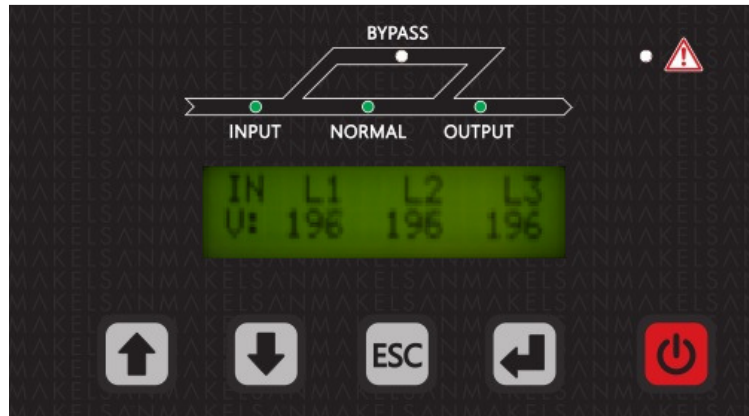 BYPASS
INPUT NORMAL OUTPUT
IN L1 L2 L3
V: 196 196 196
ESC